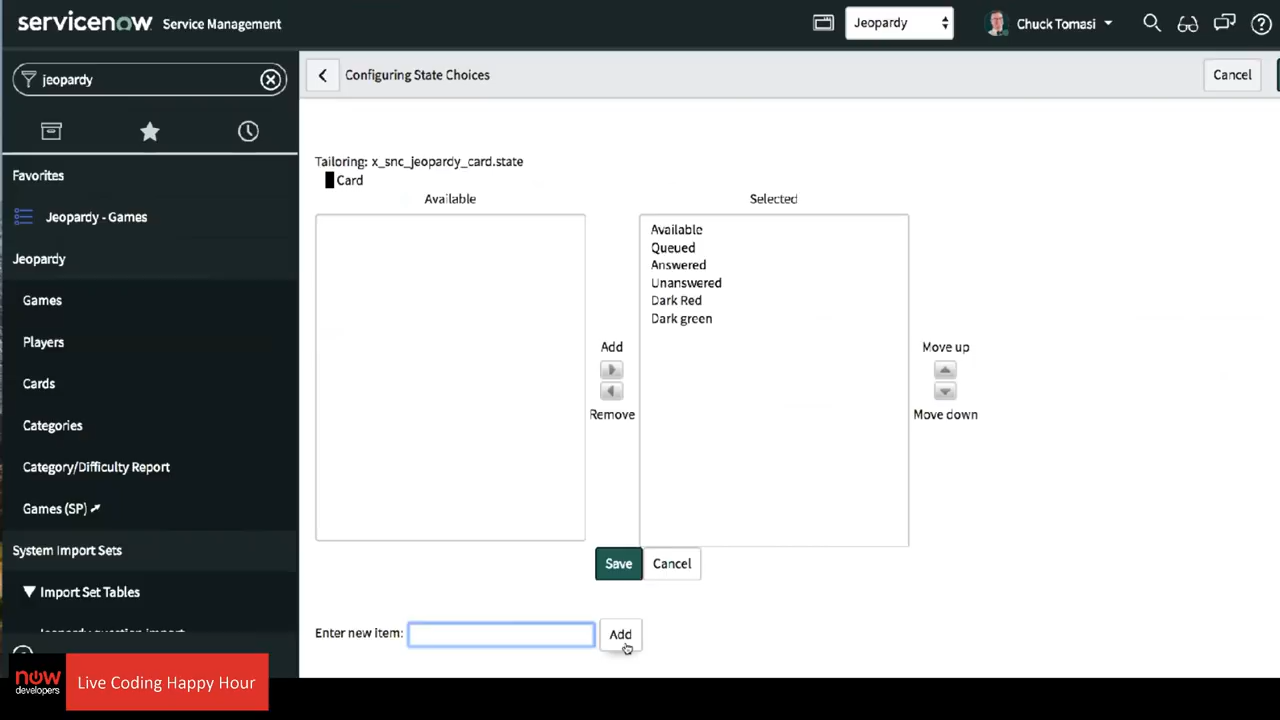 servicenow Service Management
Jeopardy
Chuck Tomasi
jeopardy
Configuring State Choices
Cancel
Favorites
Jeopardy - Games
Jeopardy
Games
Players
Cards
Categories
Category/Difficulty Report
Games (SP)
System Import Sets
Import Set Tables
Jeopardy question import
Tailoring: x_snc_jeopardy_card.state
Card
Available
Selected
Available
Queued
Answered
Unanswered
Dark Red
Dark green
Add
Remove
Move up
Move down
Save
Cancel
Enter new item:
Add
now
developers
Live Coding Happy Hour